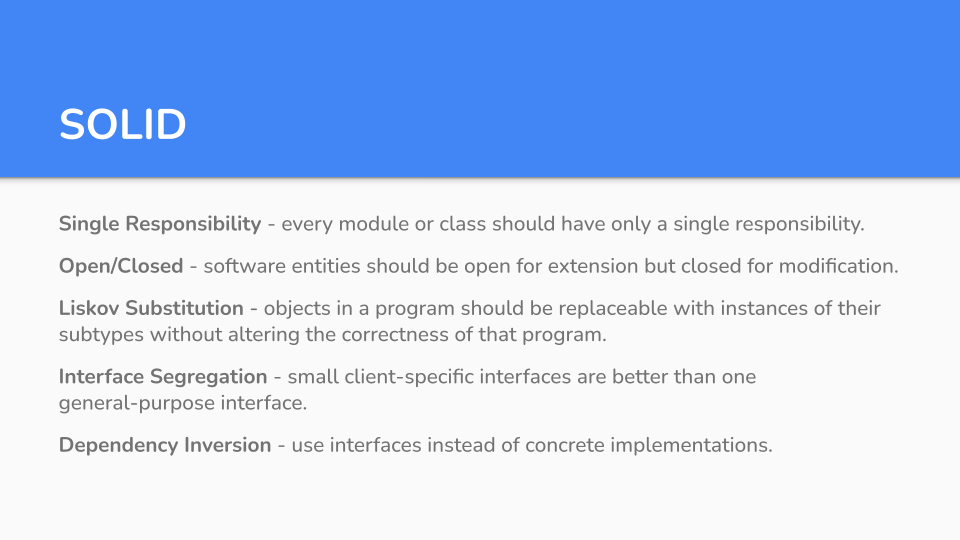 SOLID
Single Responsibility - every module or class should have only a single responsibility.
Open/Closed - software entities should be open for extension but closed for modification.
Liskov Substitution - objects in a program should be replaceable with instances of their
subtypes without altering the correctness of that program.
Interface Segregation - small client-specific interfaces are better than one
general-purpose interface.
Dependency Inversion - use interfaces instead of concrete implementations.